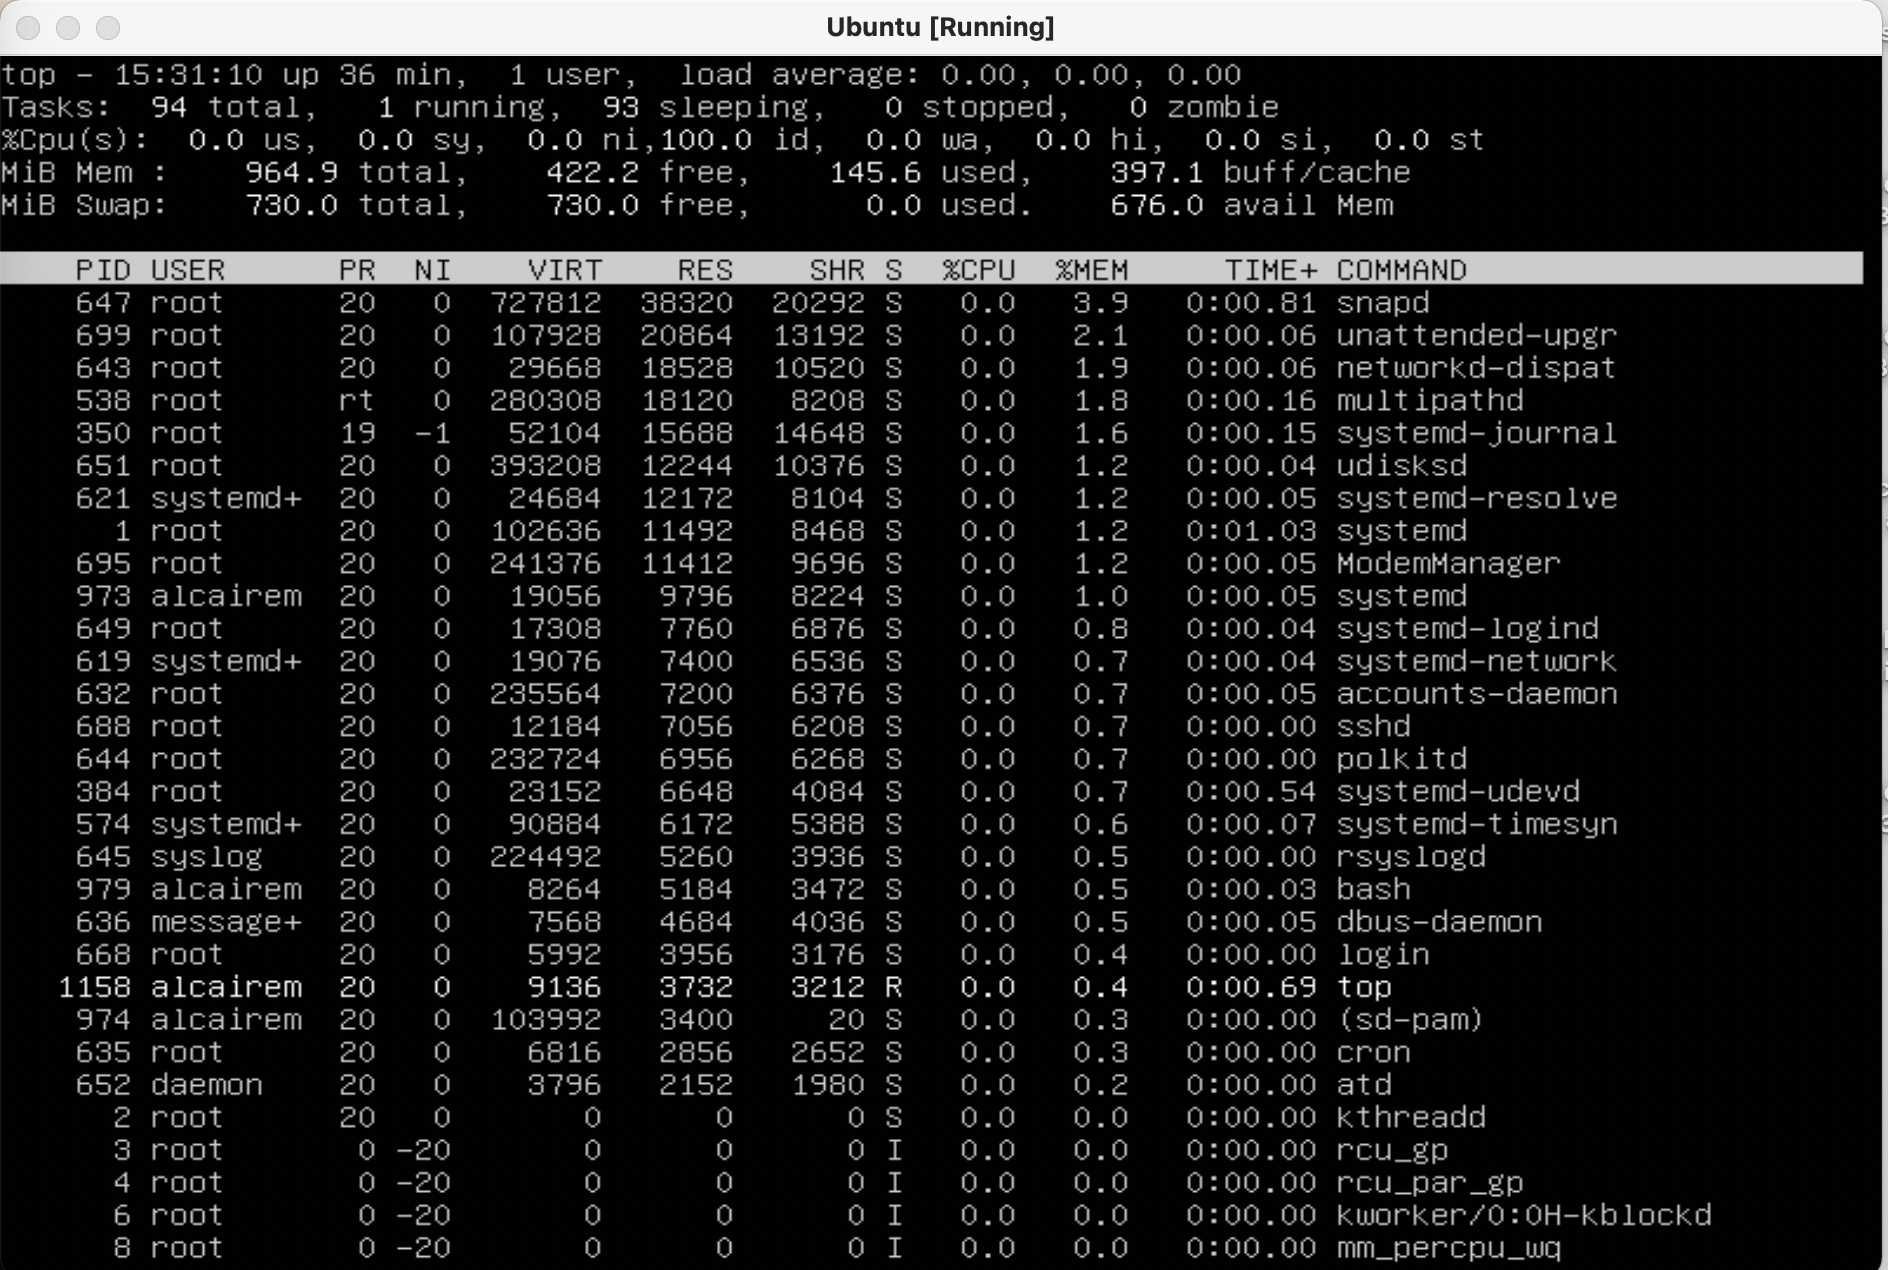 Ubuntu [Running]
top - 15:31:10 up 36 min,  1 user,  load average: 0.00, 0.00, 0.00
Tasks:  94 total,   1 running,  93 sleeping,   0 stopped,   0 zombie
%Cpu(s):  0.0 us,  0.0 sy,  0.0 ni,100.0 id,  0.0 wa,  0.0 hi,  0.0 si,  0.0 st
MiB Mem :    964.9 total,    422.2 free,    145.6 used,    397.1 buff/cache
MiB Swap:    730.0 total,    730.0 free,      0.0 used.    676.0 avail Mem
PID USER      PR  NI    VIRT    RES    SHR S  %CPU  %MEM     TIME+ COMMAND
647 root      20   0  727812  38320  20292 S   0.0   3.9   0:00.81 snapd
699 root      20   0  107928  20864  13192 S   0.0   2.1   0:00.06 unattended-upgr
643 root      20   0   29668  18528  10520 S   0.0   1.9   0:00.06 networkd-dispat
538 root      rt   0  280308  18120   8208 S   0.0   1.8   0:00.16 multipathd
350 root      19  -1   52104  15688  14648 S   0.0   1.6   0:00.15 systemd-journal
651 root      20   0  393208  12244  10376 S   0.0   1.2   0:00.04 udisksd
621 systemd+  20   0   24684  12172   8104 S   0.0   1.2   0:00.05 systemd-resolve
1 root      20   0  102636  11492   8468 S   0.0   1.2   0:01.03 systemd
695 root      20   0  241376  11412   9696 S   0.0   1.2   0:00.05 ModemManager
973 alcairem  20   0   19056   9796   8224 S   0.0   1.0   0:00.05 systemd
649 root      20   0   17308   7760   6876 S   0.0   0.8   0:00.04 systemd-logind
619 systemd+  20   0   19076   7400   6536 S   0.0   0.7   0:00.04 systemd-network
632 root      20   0  235564   7200   6376 S   0.0   0.7   0:00.05 accounts-daemon
688 root      20   0   12184   7056   6208 S   0.0   0.7   0:00.00 sshd
644 root      20   0  232724   6956   6268 S   0.0   0.7   0:00.00 polkitd
384 root      20   0   23152   6648   4084 S   0.0   0.7   0:00.54 systemd-udevd
574 systemd+  20   0   90884   6172   5388 S   0.0   0.6   0:00.07 systemd-timesyn
645 syslog    20   0  224492   5260   3936 S   0.0   0.5   0:00.00 rsyslogd
979 alcairem  20   0    8264   5184   3472 S   0.0   0.5   0:00.03 bash
636 message+  20   0    7568   4684   4036 S   0.0   0.5   0:00.05 dbus-daemon
668 root      20   0    5992   3956   3176 S   0.0   0.4   0:00.00 login
1158 alcairem  20   0    9136   3732   3212 R   0.0   0.4   0:00.69 top
974 alcairem  20   0  103992   3400     20 S   0.0   0.3   0:00.00 (sd-pam)
635 root      20   0    6816   2856   2652 S   0.0   0.3   0:00.00 cron
652 daemon    20   0    3796   2152   1980 S   0.0   0.2   0:00.00 atd
2 root      20   0       0      0      0 S   0.0   0.0   0:00.00 kthreadd
3 root       0 -20       0      0      0 I   0.0   0.0   0:00.00 rcu_gp
4 root       0 -20       0      0      0 I   0.0   0.0   0:00.00 rcu_par_gp
6 root       0 -20       0      0      0 I   0.0   0.0   0:00.00 kworker/0:0H-kblockd
8 root       0 -20       0      0      0 I   0.0   0.0   0:00.00 mm_percpu_wq